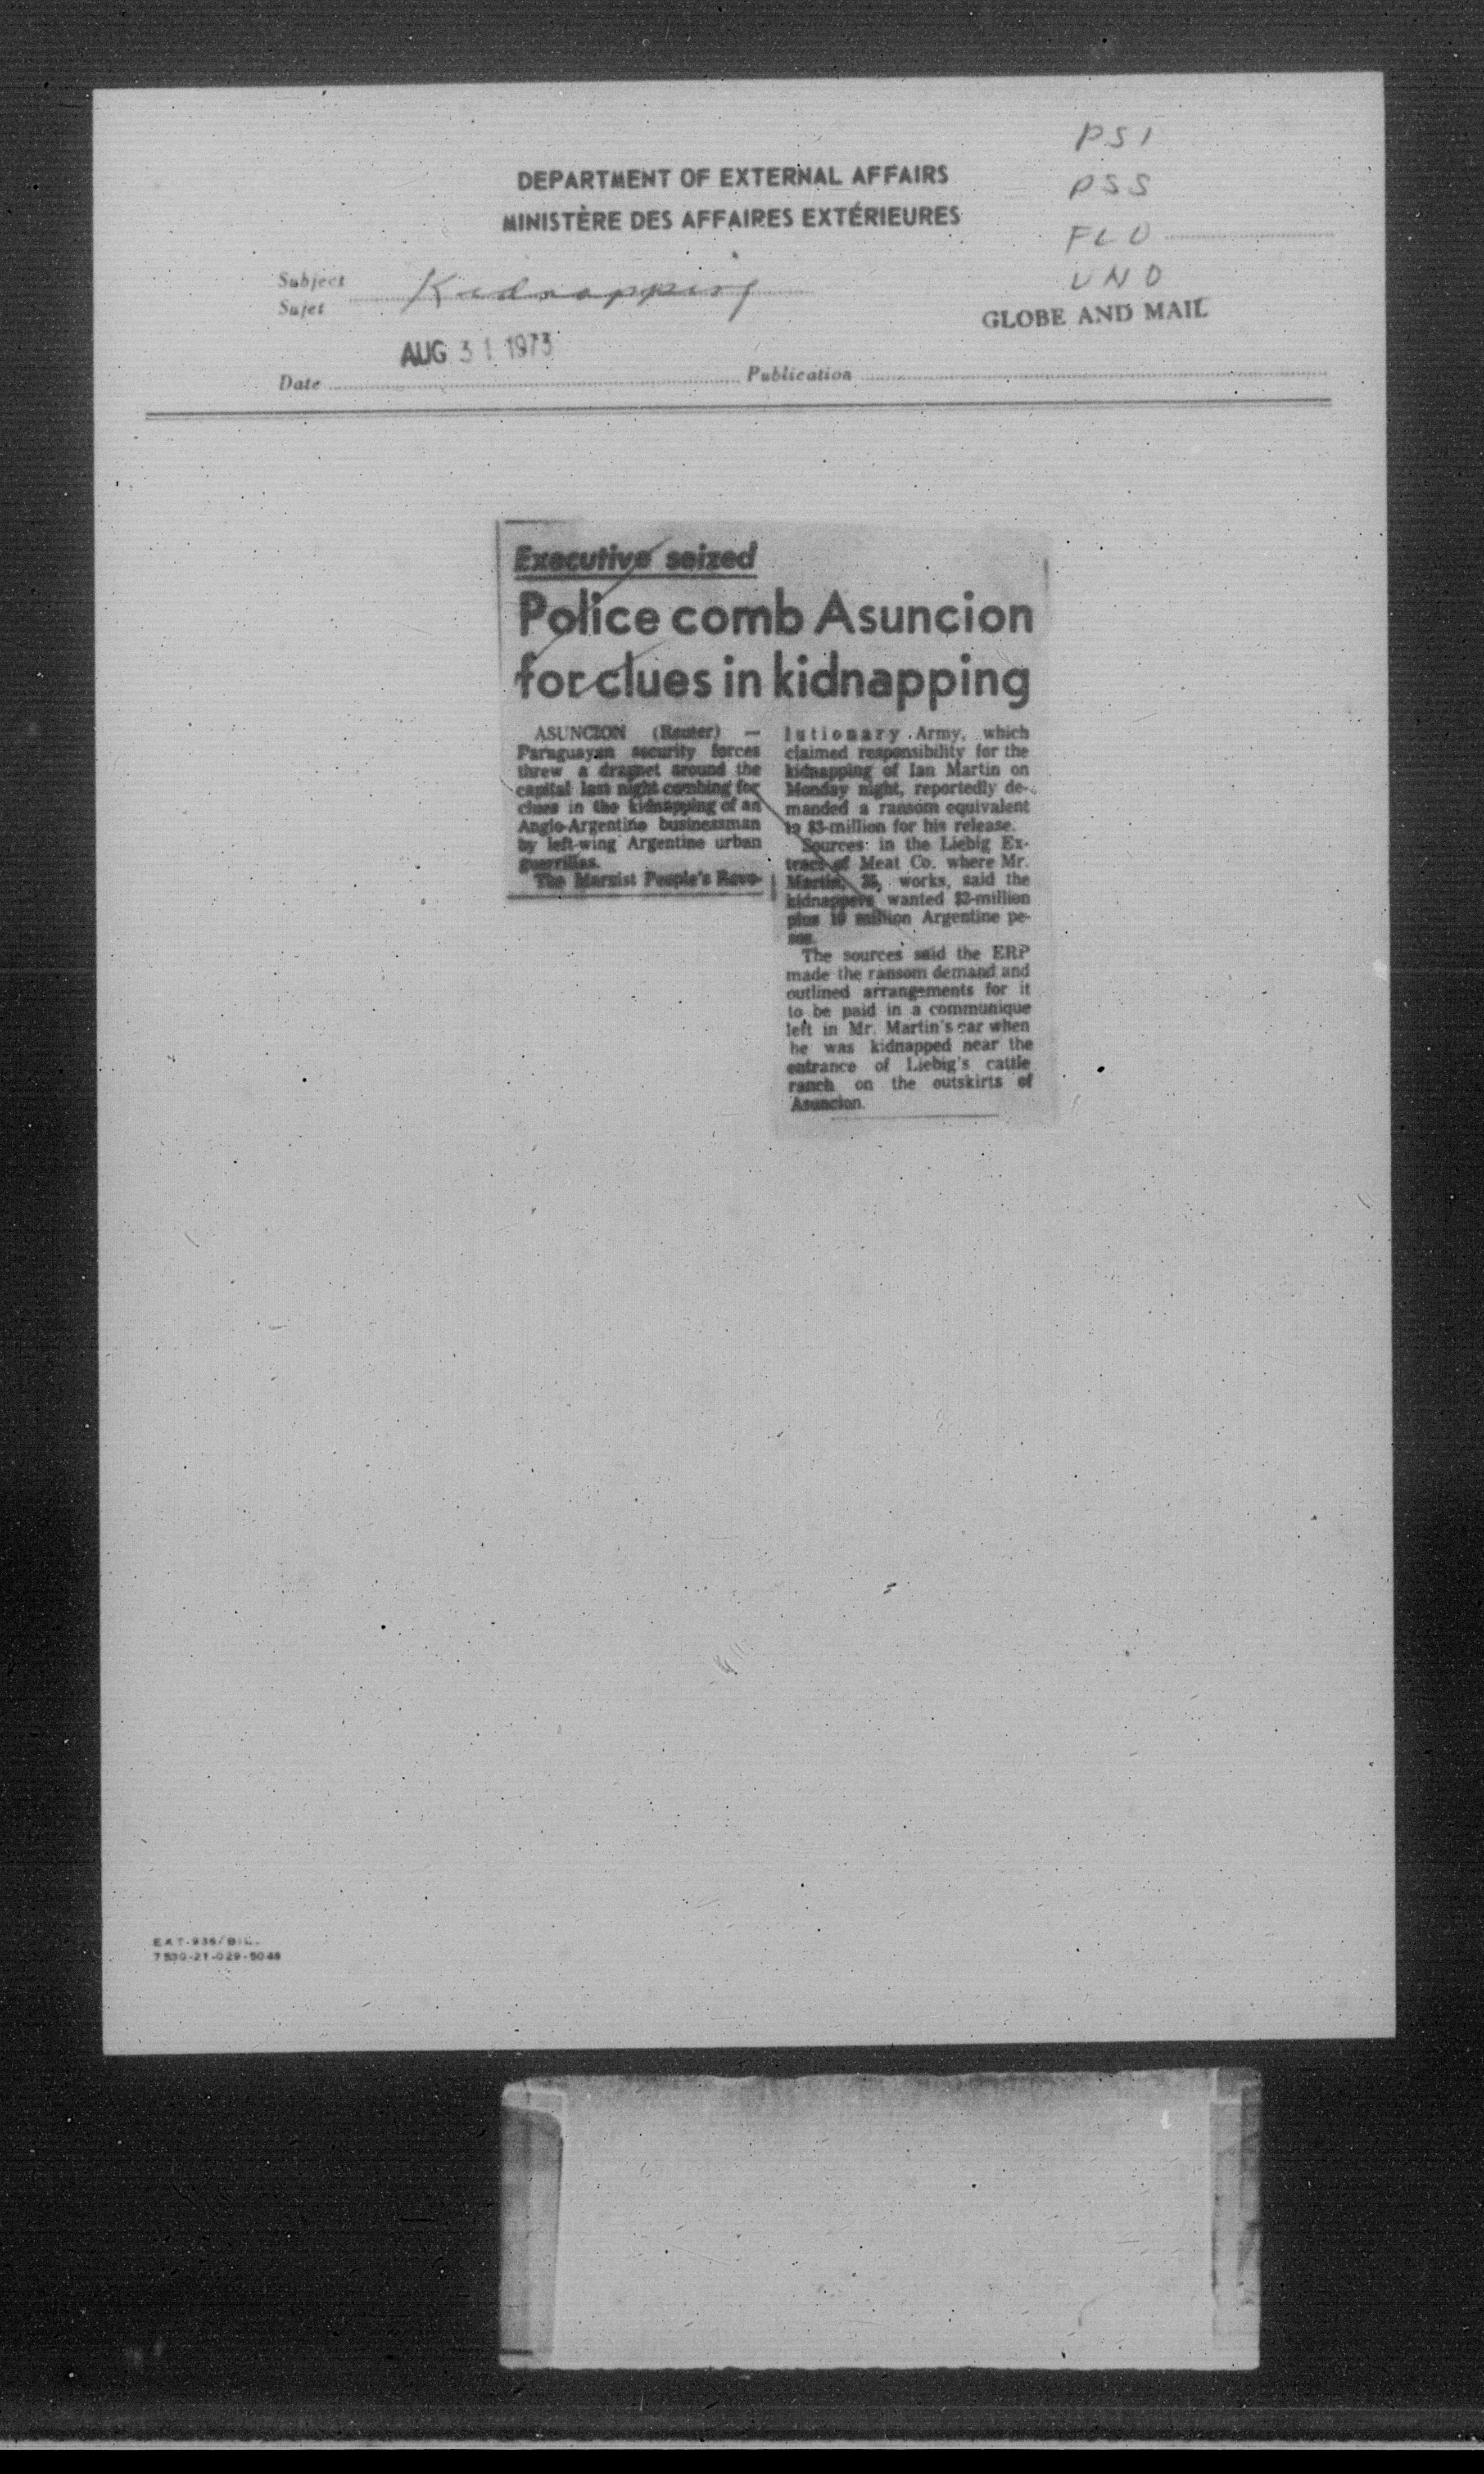 PSI
DEPARTMENT OF EXTERNAL AFFAIRS
PSS
MINISTÈRE DES AFFAIRES EXTÉRIEURES
FLO
Subject
Sujet
Kidnapping
UNO
GLOBE AND MAIL
AUG 31 1973
Date
Publication
Executive seized
Police comb Asuncion
for clues in kidnapping
ASUNCION (Reuter) —
Paraguayan security forces
threw a dragnet around the
capital last night combing for
clues in the kidnapping of an
Anglo-Argentine businessman
by left-wing Argentine urban
guerrillas.
The Marxist People's Revo-
lutionary Army, which
claimed responsibility for the
kidnapping of Ian Martin on
Monday night, reportedly de-
manded a ransom equivalent
to $3-million for his release.
Sources in the Liebig Ex-
tract of Meat Co. where Mr.
Martin, works, said the
kidnappers wanted $2-million
plus 10 million Argentine pe-
sos.
The sources said the ERP
made the ransom demand and
outlined arrangements for it
to be paid in a communique
left in Mr. Martin's car when
he was kidnapped near the
entrance of Liebig's cattle
ranch on the outskirts of
Asuncion.
7530-21-029-5046